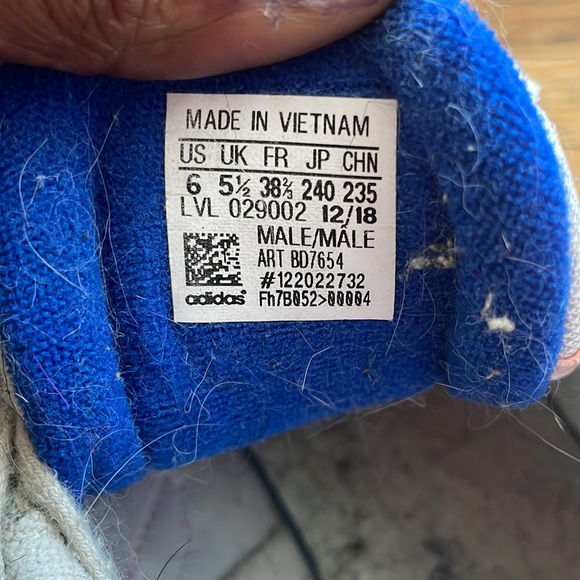 MADE IN VIETNAM
US UK FR JP CHN
6 5½ 38⅔ 240 235
LVL 029002 12/18
MALE/MÂLE
ART BD7654
#122022732
adidas® Fh7B052>00004